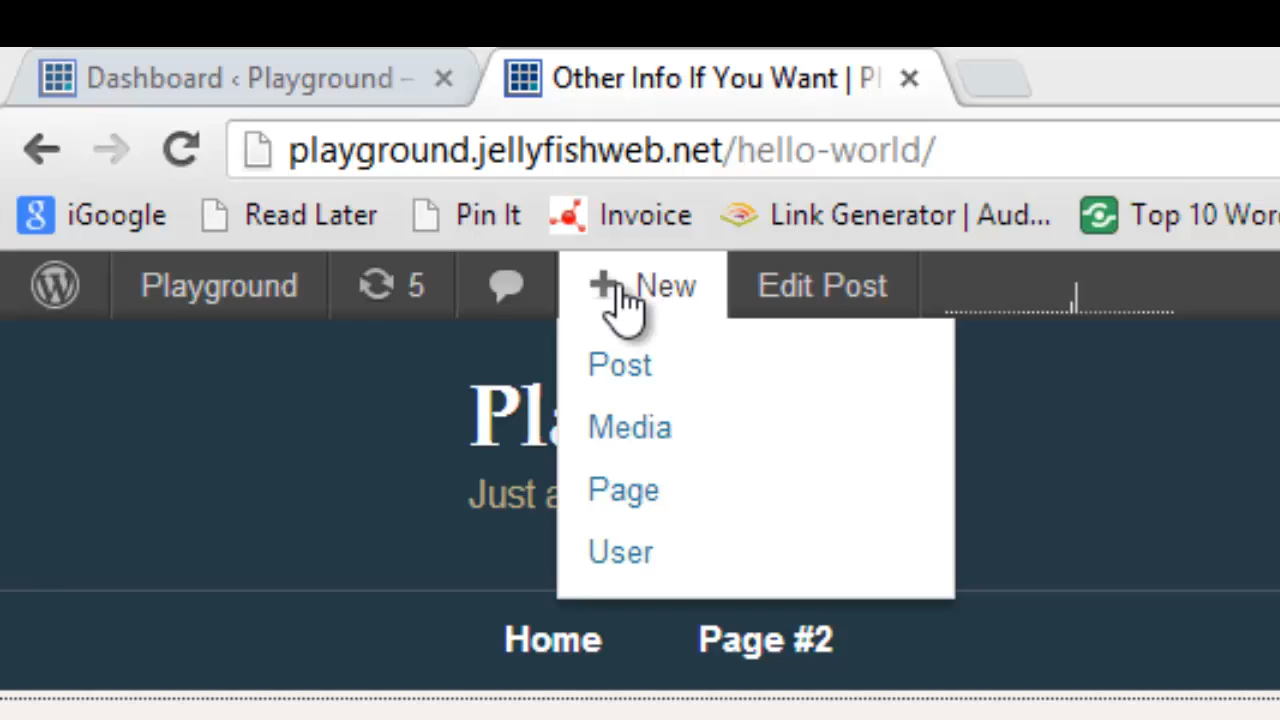 Dashboard ‹ Playground –
Other Info If You Want | Pl
playground.jellyfishweb.net/hello-world/
iGoogle Read Later Pin It Invoice Link Generator | Aud... Top 10 Wor
Playground 5 New Edit Post
Post
Pla
Media
Page
Just a
User
Home Page #2